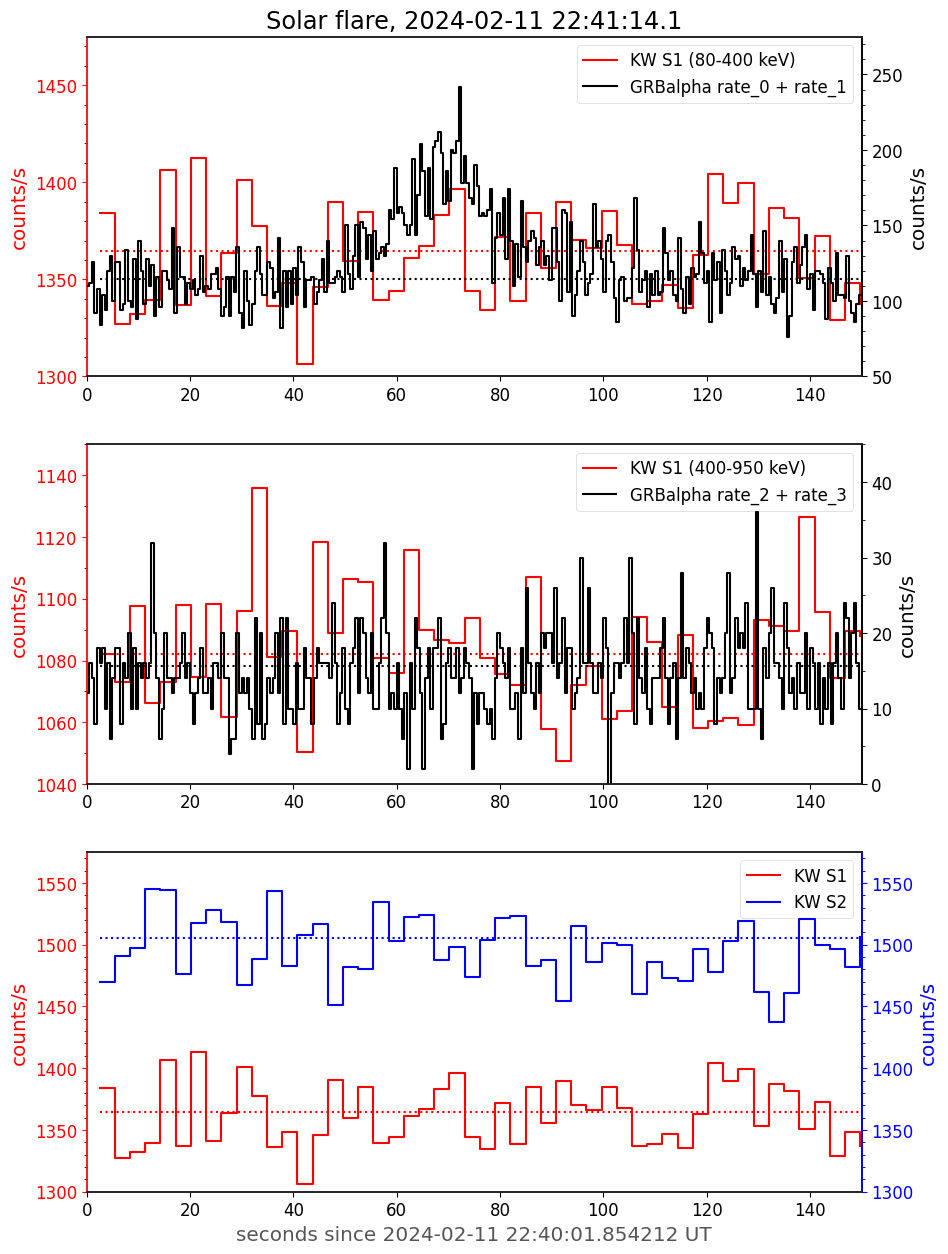 Solar flare, 2024-02-11 22:41:14.1
KW S1 (80-400 keV)
GRBalpha rate_0 + rate_1
1450
1400
1350
1300
counts/s
250
200
150
100
50
counts/s
0 20 40 60 80 100 120 140
KW S1 (400-950 keV)
GRBalpha rate_2 + rate_3
1140
1120
1100
1080
1060
1040
counts/s
40
30
20
10
0
counts/s
0 20 40 60 80 100 120 140
KW S1
KW S2
1550
1500
1450
1400
1350
1300
counts/s
1550
1500
1450
1400
1350
1300
counts/s
0 20 40 60 80 100 120 140
seconds since 2024-02-11 22:40:01.854212 UT